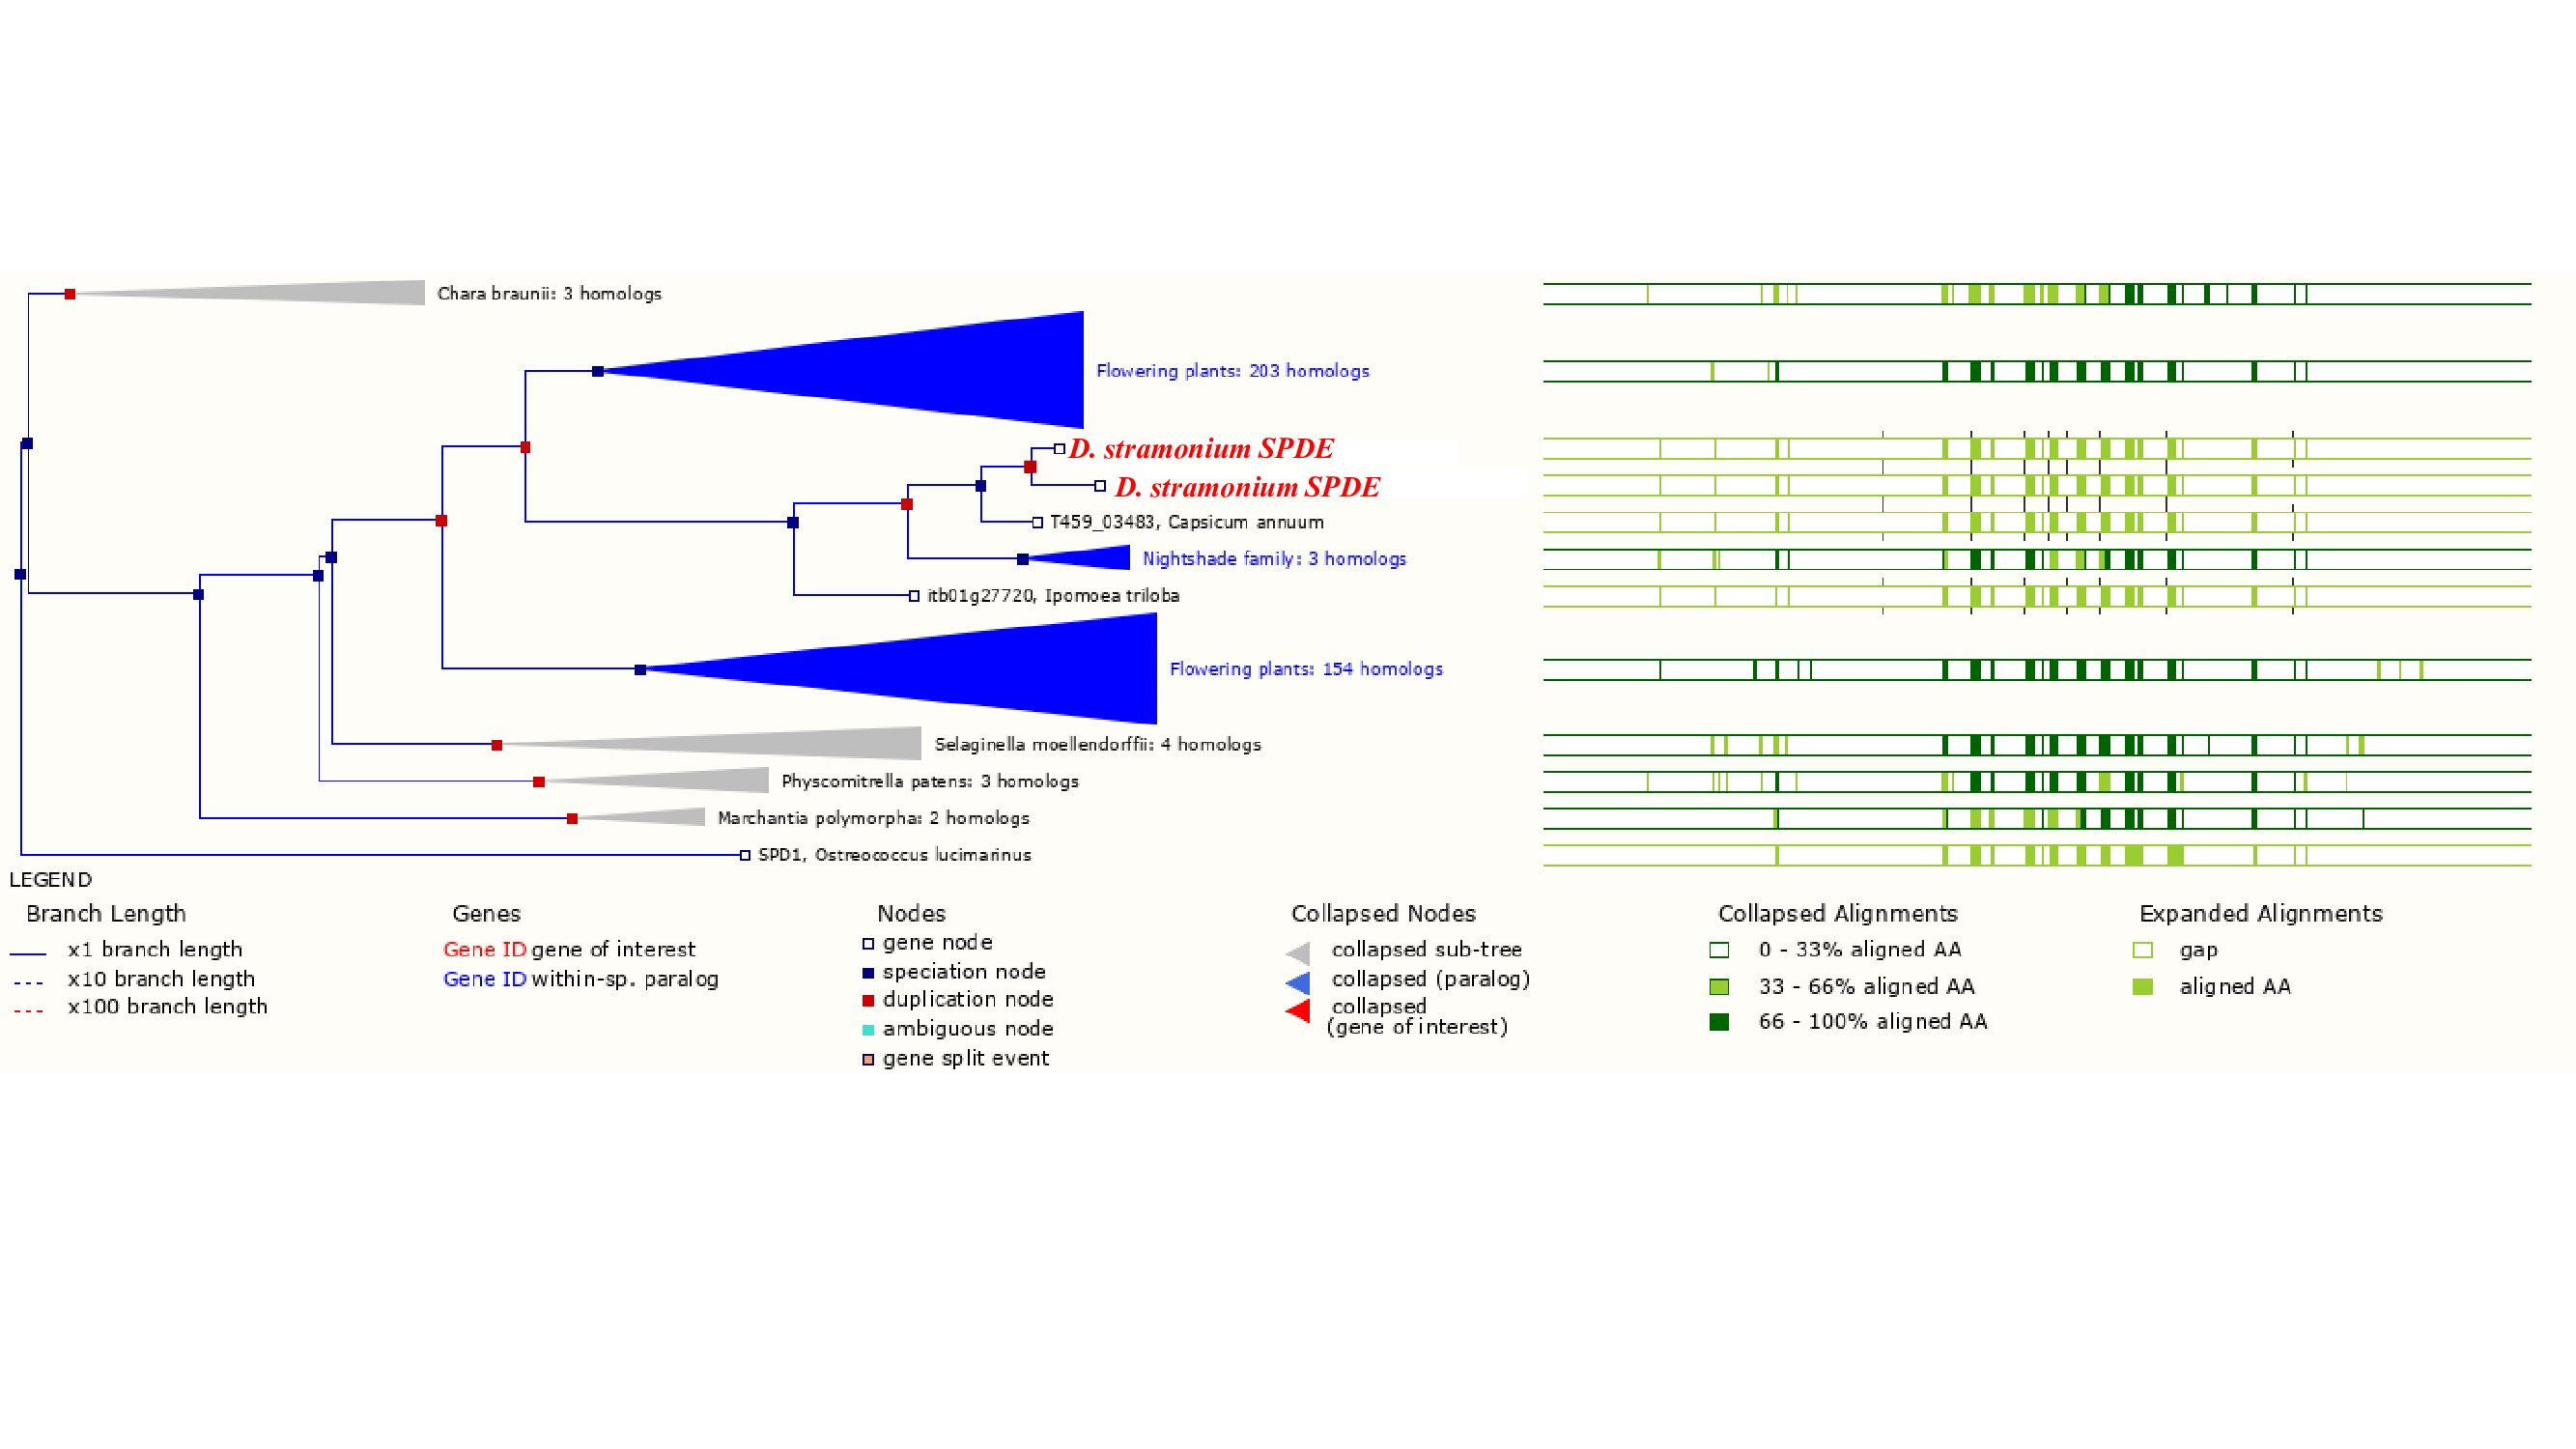 Chara braunii: 3 homologs
Flowering plants: 203 homologs
D. stramonium SPDE
D. stramonium SPDE
T459_03483, Capsicum annuum
Nightshade family: 3 homologs
itb01g27720, Ipomoea triloba
Flowering plants: 154 homologs
Selaginella moellendorffii: 4 homologs
Physcomitrella patens: 3 homologs
Marchantia polymorpha: 2 homologs
SPD1, Ostreococcus lucimarinus
LEGEND
Branch Length
x1 branch length
x10 branch length
x100 branch length
Genes
Gene ID gene of interest
Gene ID within-sp. paralog
Nodes
gene node
speciation node
duplication node
ambiguous node
gene split event
Collapsed Nodes
collapsed sub-tree
collapsed (paralog)
collapsed
(gene of interest)
Collapsed Alignments
0 - 33% aligned AA
33 - 66% aligned AA
66 - 100% aligned AA
Expanded Alignments
gap
aligned AA